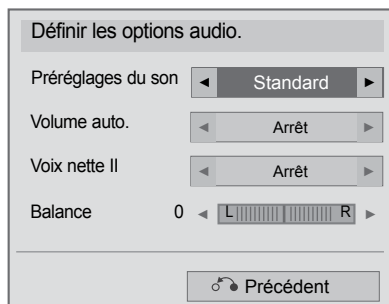 Définir les options audio.
Préréglages du son ◄ Standard ►
Volume auto. ◄ Arrêt ►
Voix nette II ◄ Arrêt ►
Balance 0 ◄ L R ►
Précédent